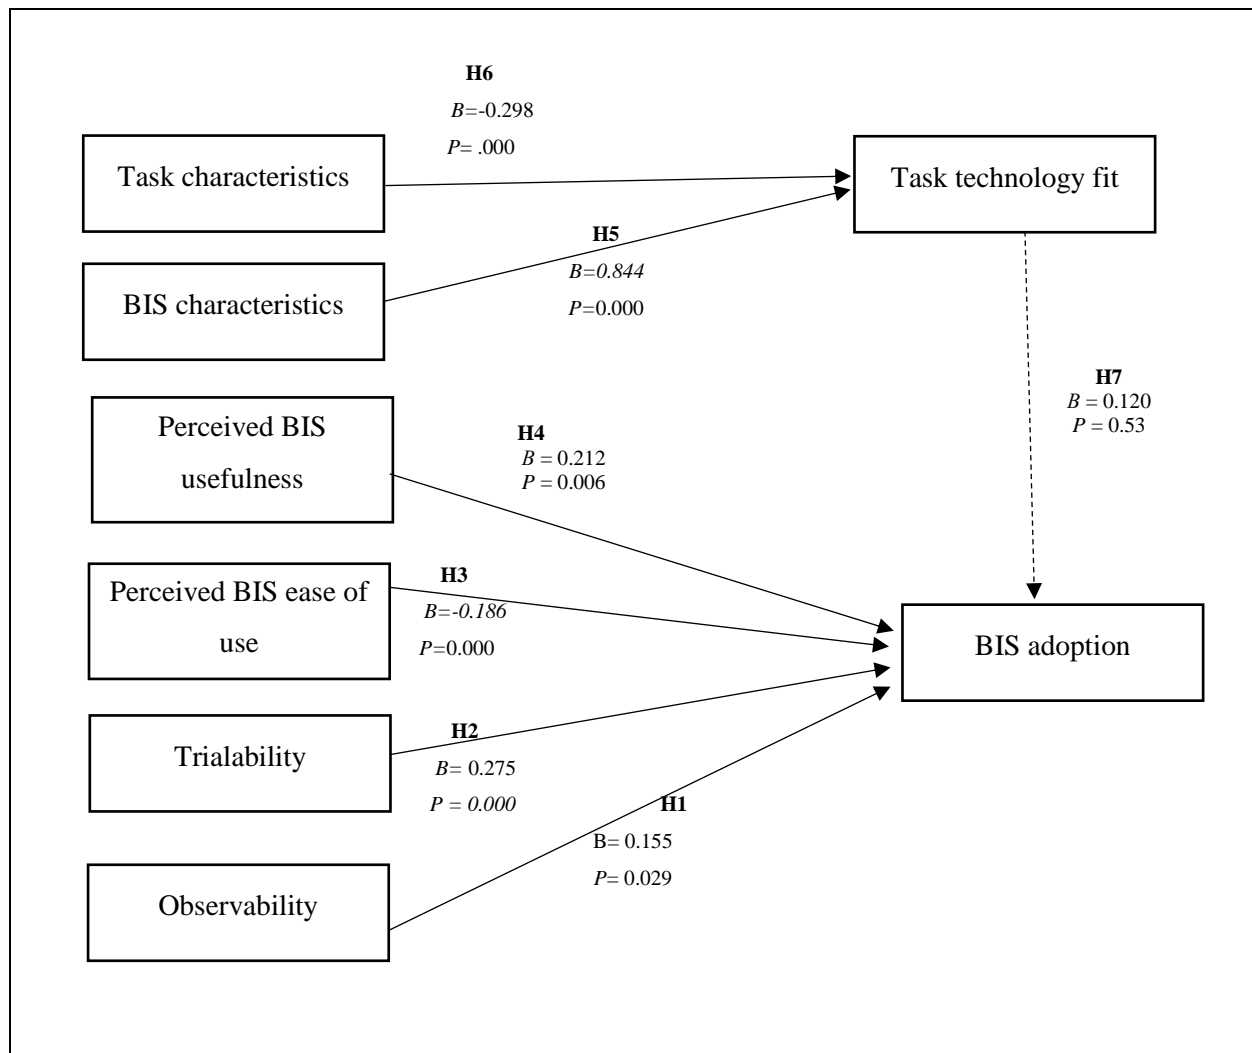 H6
B=-0.298
P= .000
Task characteristics
Task technology fit
H5
B=0.844
P=0.000
BIS characteristics
H7
B = 0.120
P = 0.53
Perceived BIS
usefulness
H4
B = 0.212
P = 0.006
Perceived BIS ease of
use
H3
B=-0.186
P=0.000
BIS adoption
Trialability
H2
B= 0.275
P = 0.000
H1
B= 0.155
P= 0.029
Observability